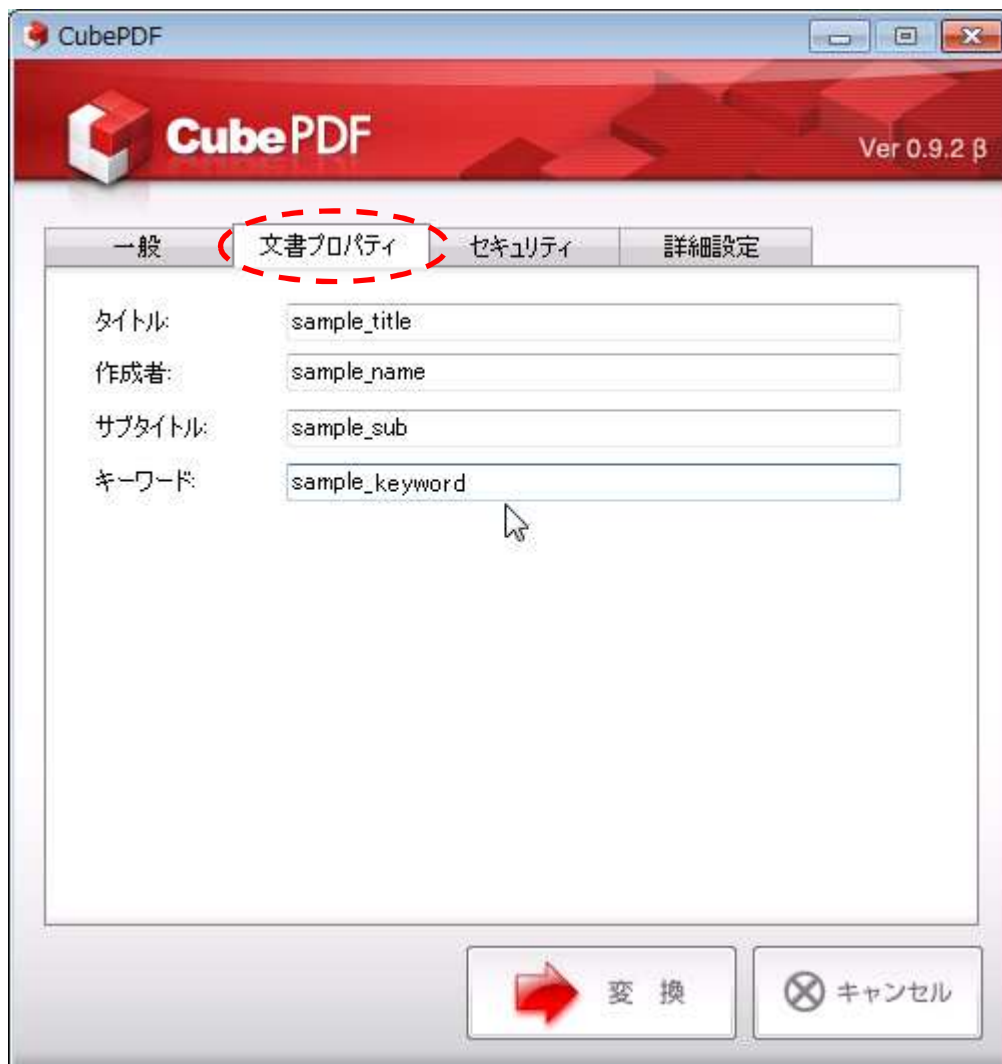 CubePDF
CubePDF
Ver 0.9.2 β
一般 文書プロパティ セキュリティ 詳細設定
タイトル: sample_title
作成者: sample_name
サブタイトル: sample_sub
キーワード: sample_keyword
変 換 キャンセル